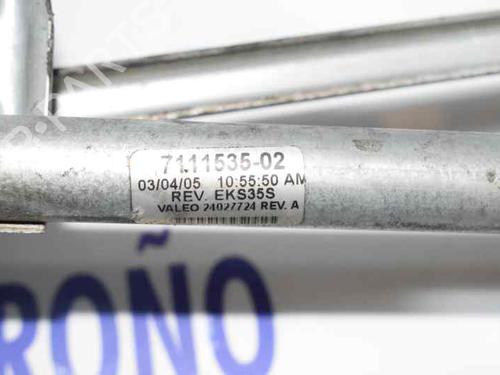 7111535-02
03/04/05 10:55:50 AM
REV. EKS35S
VALEO 24027724 REV. A
ROÑO